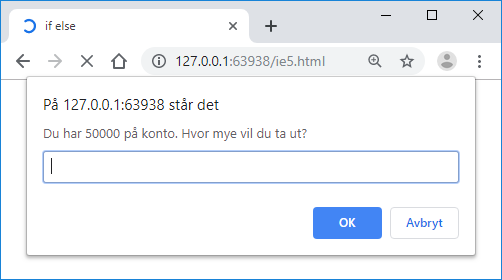 if else
127.0.0.1:63938/ie5.html
På 127.0.0.1:63938 står det
Du har 50000 på konto. Hvor mye vil du ta ut?
OK Avbryt